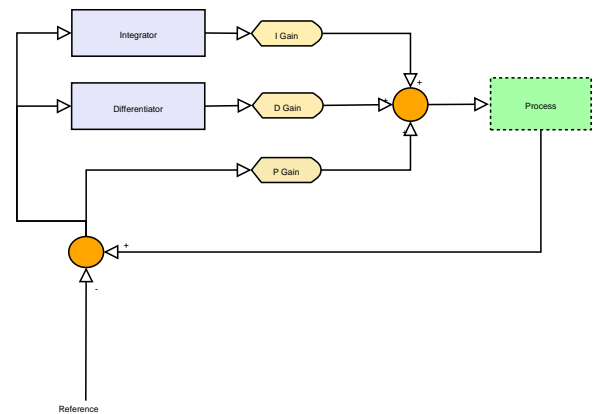 Integrator
I Gain
+
Differentiator
D Gain
+
Process
+
P Gain
+
-
Reference